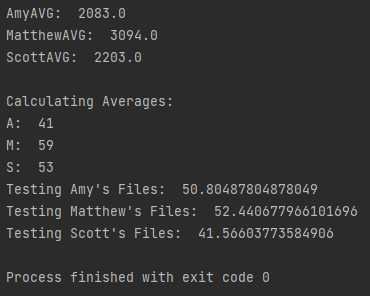 AmyAVG:  2083.0
MatthewAVG:  3094.0
ScottAVG:  2203.0
Calculating Averages:
A:  41
M:  59
S:  53
Testing Amy's Files:  50.80487804878049
Testing Matthew's Files:  52.440677966101696
Testing Scott's Files:  41.56603773584906
Process finished with exit code 0